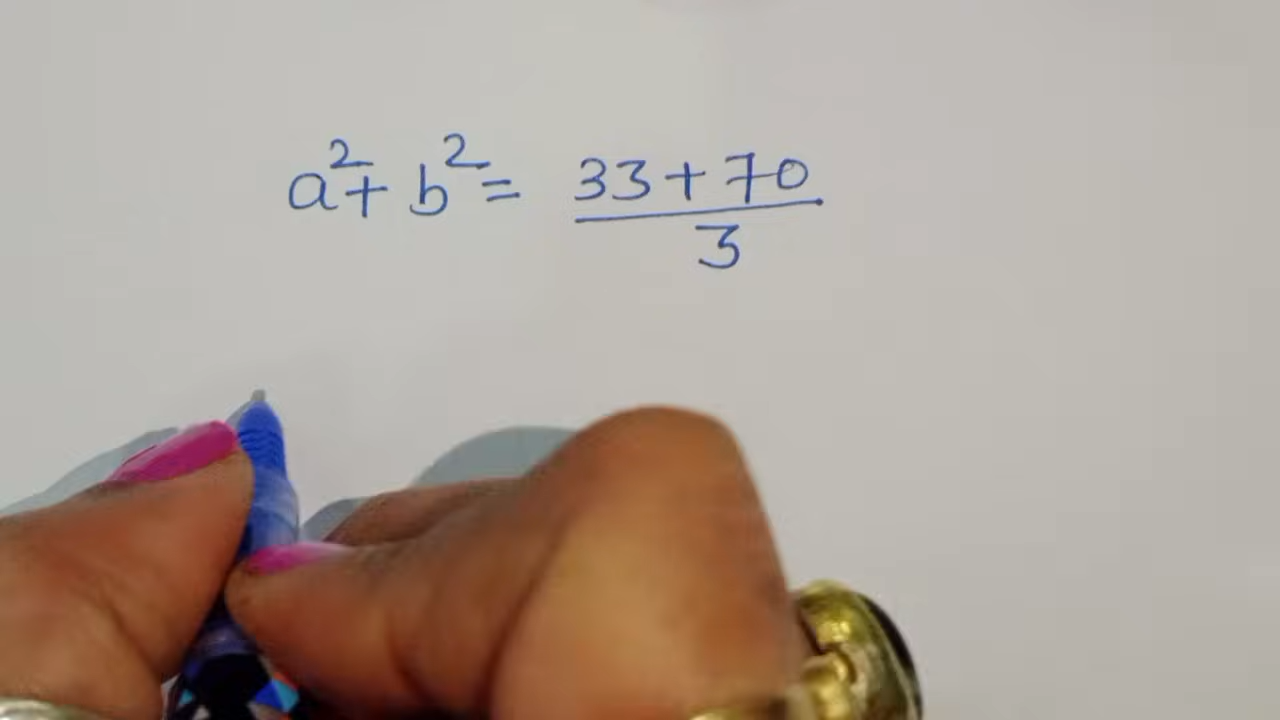 a²+ b² = 33+70
3